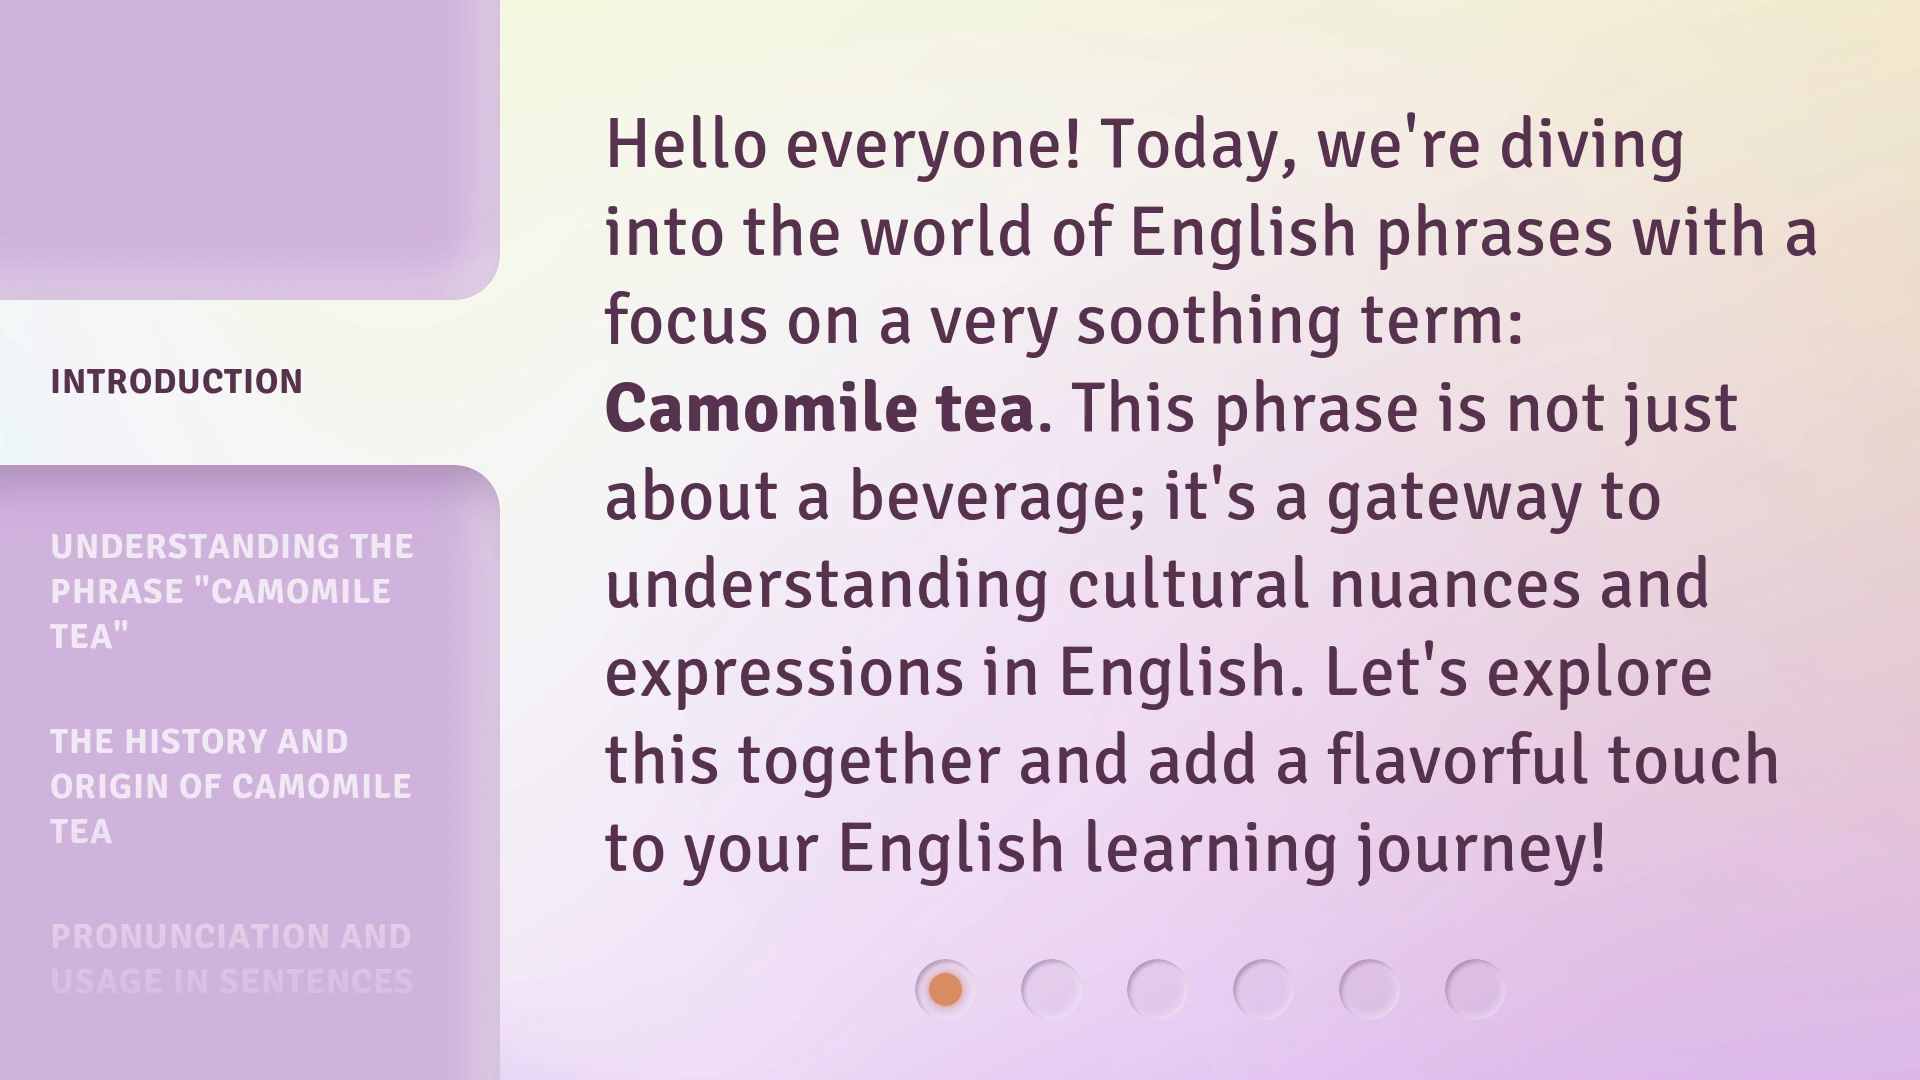 INTRODUCTION
UNDERSTANDING THE
PHRASE "CAMOMILE
TEA"
THE HISTORY AND
ORIGIN OF CAMOMILE
TEA
PRONUNCIATION AND
USAGE IN SENTENCES
Hello everyone! Today, we're diving
into the world of English phrases with a
focus on a very soothing term:
Camomile tea. This phrase is not just
about a beverage; it's a gateway to
understanding cultural nuances and
expressions in English. Let's explore
this together and add a flavorful touch
to your English learning journey!